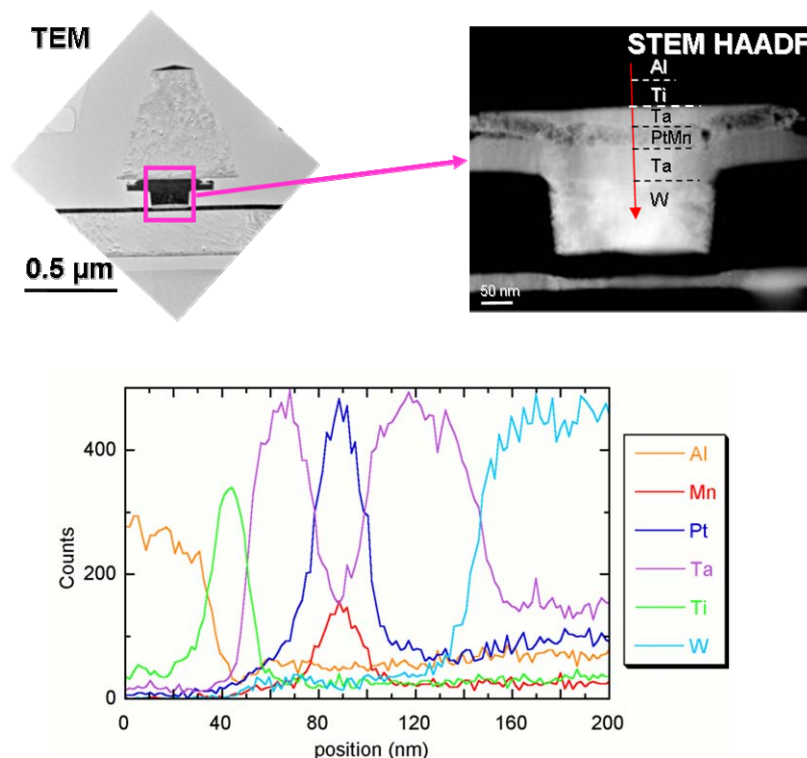 TEM
0.5 µm
STEM HAADF
Al
Ti
Ta
PtMn
Ta
W
50 nm
Counts
400
200
0
0
40
80
120
160
200
position (nm)
Al
Mn
Pt
Ta
Ti
W